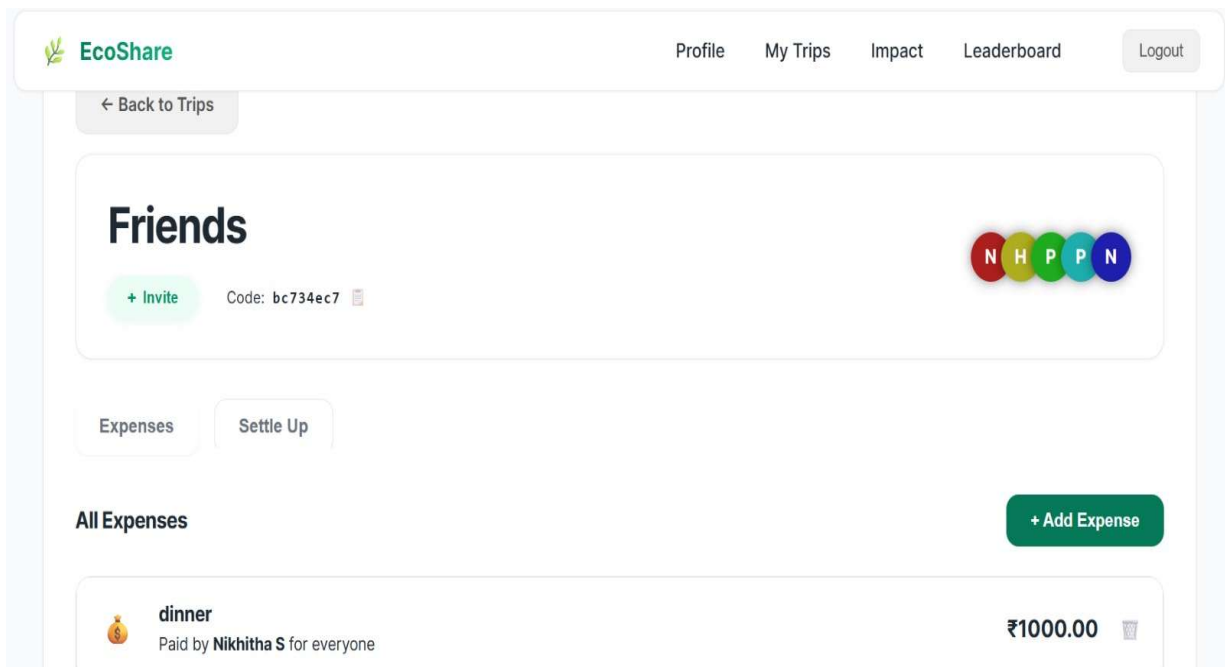 EcoShare Profile My Trips Impact Leaderboard Logout
← Back to Trips
Friends
N H P P N
+ Invite Code: bc734ec7
Expenses Settle Up
All Expenses + Add Expense
dinner
Paid by Nikhitha S for everyone
₹1000.00